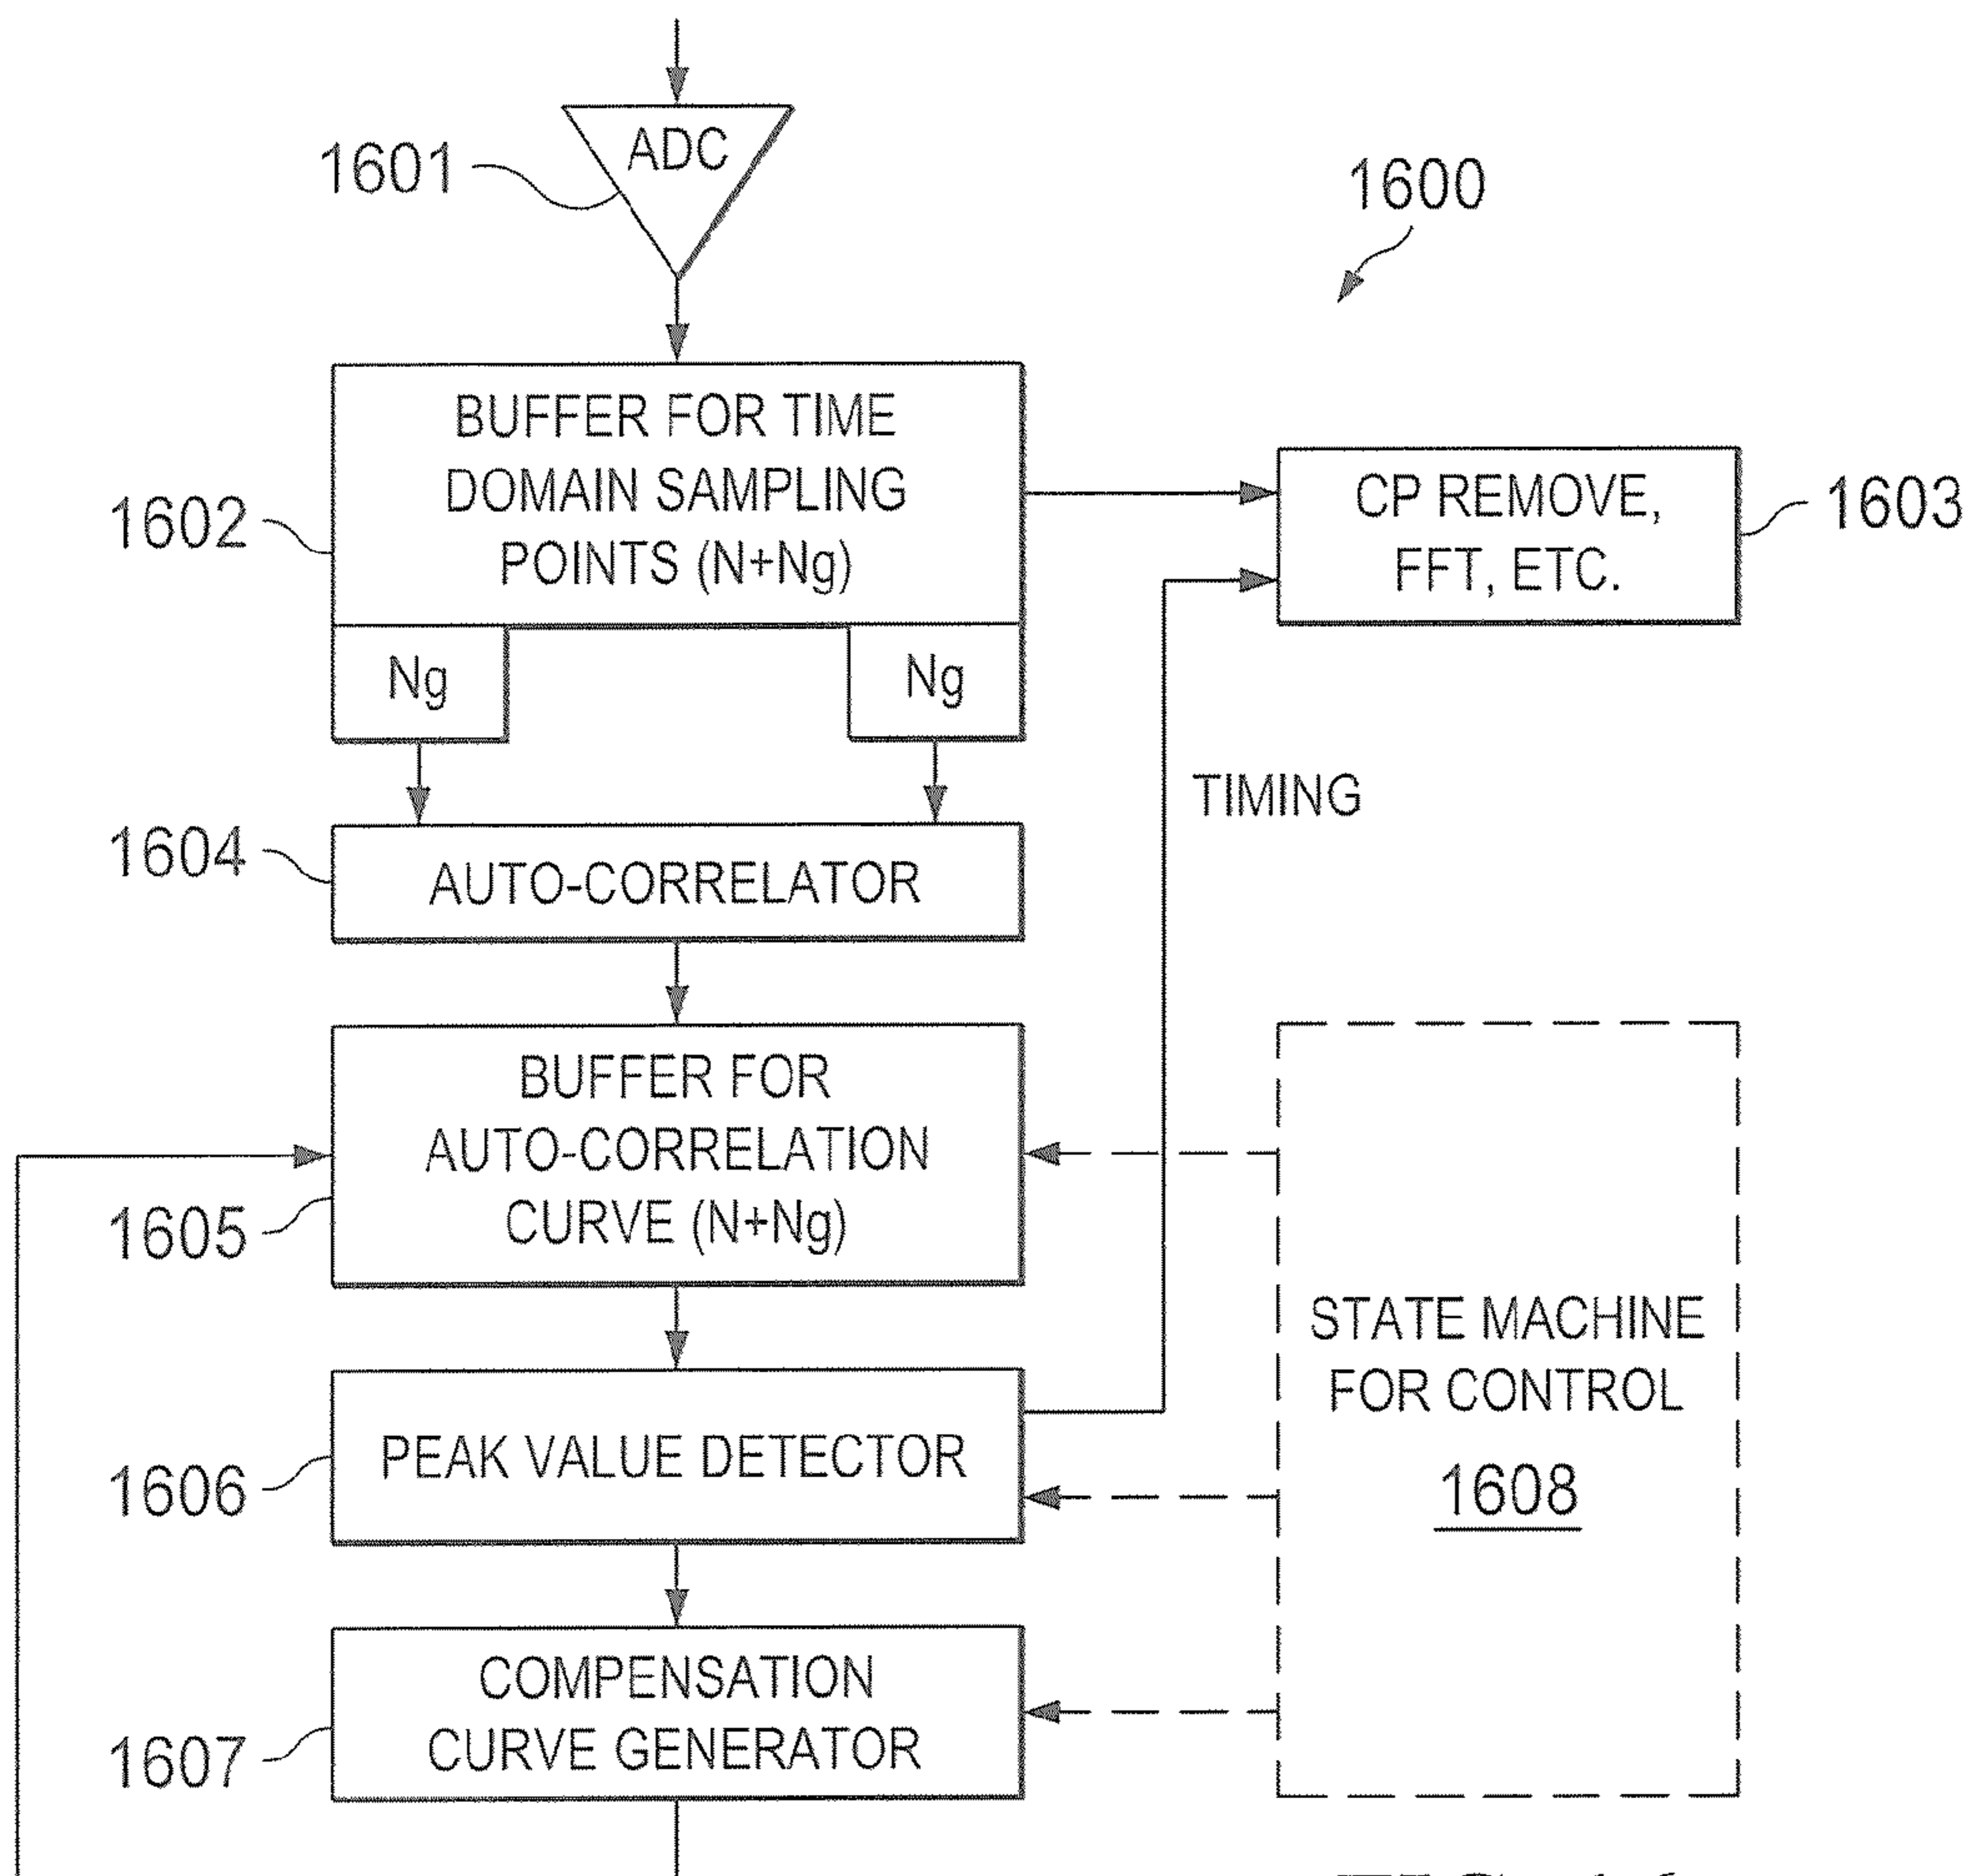 ADC
1601
1600
BUFFER FOR TIME
DOMAIN SAMPLING
POINTS (N+Ng)
1602
CP REMOVE,
FFT, ETC.
1603
Ng
Ng
TIMING
1604
AUTO-CORRELATOR
BUFFER FOR
AUTO-CORRELATION
CURVE (N+Ng)
1605
STATE MACHINE
FOR CONTROL
1608
PEAK VALUE DETECTOR
1606
COMPENSATION
CURVE GENERATOR
1607